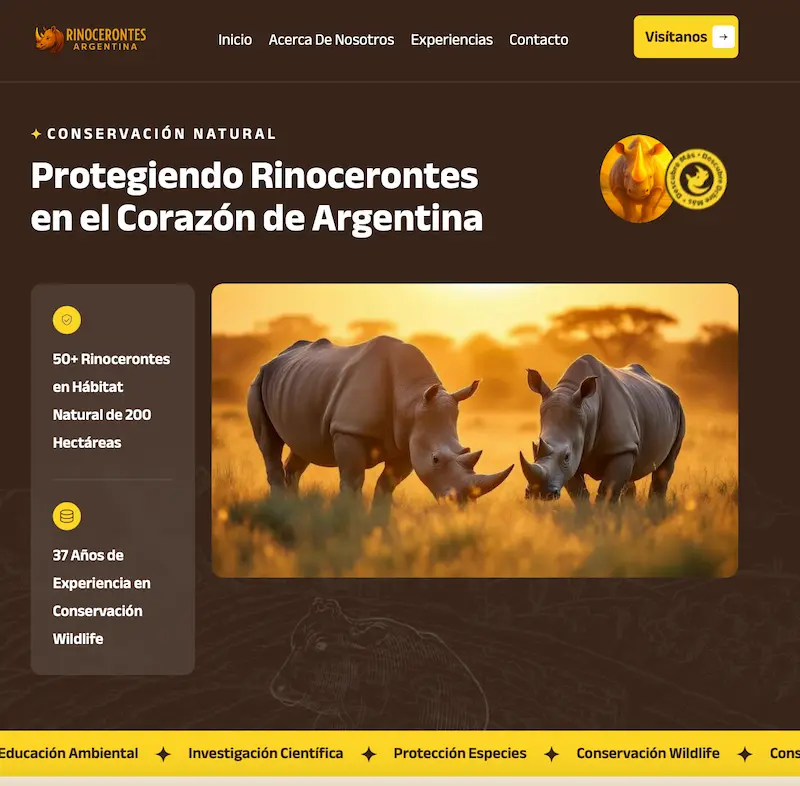 RINOCERONTES
ARGENTINA
Inicio
Acerca De Nosotros
Experiencias
Contacto
Visítanos
CONSERVACIÓN NATURAL
Protegiendo Rinocerontes
en el Corazón de Argentina
Descubre Más • Descubre Más •
50+ Rinocerontes
en Hábitat
Natural de 200
Hectáreas
37 Años de
Experiencia en
Conservación
Wildlife
Educación Ambiental
Investigación Científica
Protección Especies
Conservación Wildlife
Cons